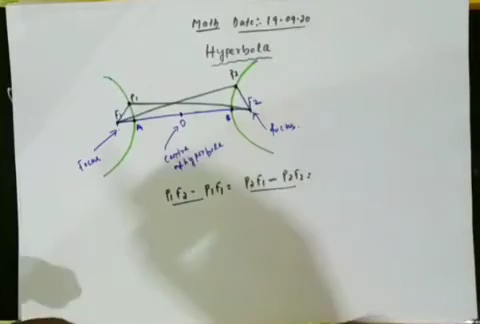 Math Date:- 19-09-20
Hyperbola
P2
P1
F1 F2
A O B
focus Centre of hyperbola focus.
P1F2 - P1F1 = P2F1 - P2F2 =